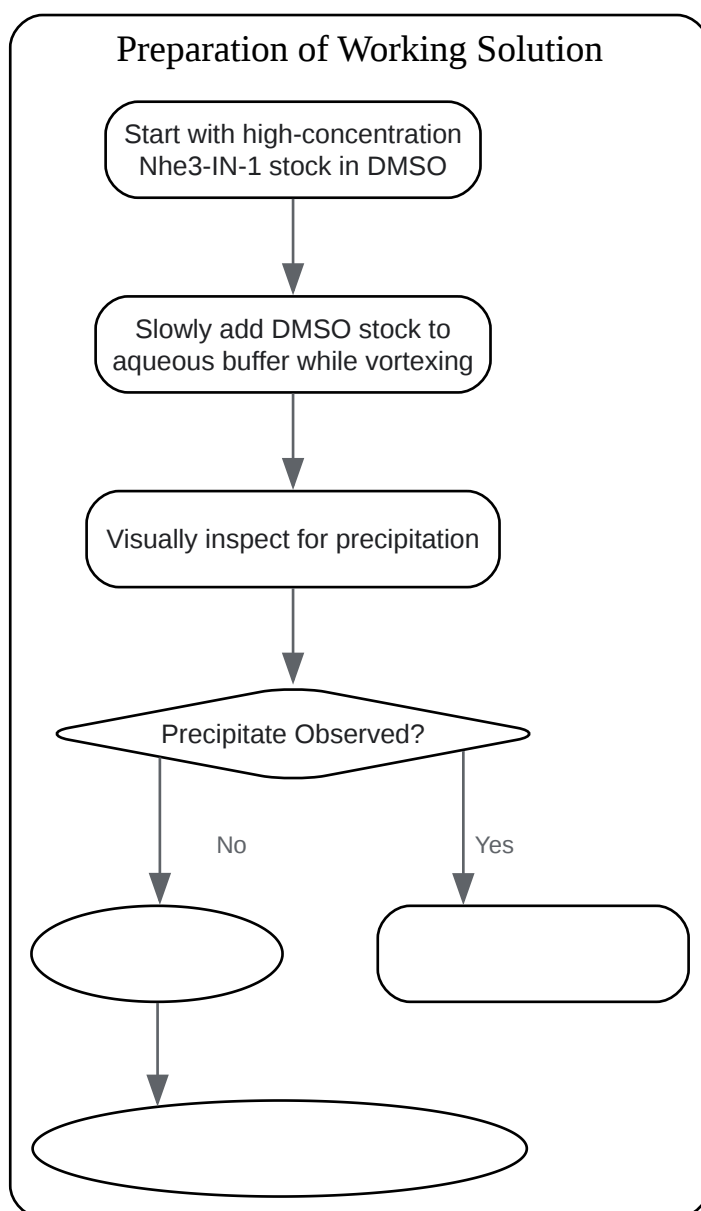 Preparation of Working Solution
Start with high-concentration
Nhe3-IN-1 stock in DMSO
Slowly add DMSO stock to
aqueous buffer while vortexing
Visually inspect for precipitation
Precipitate Observed?
No
Yes